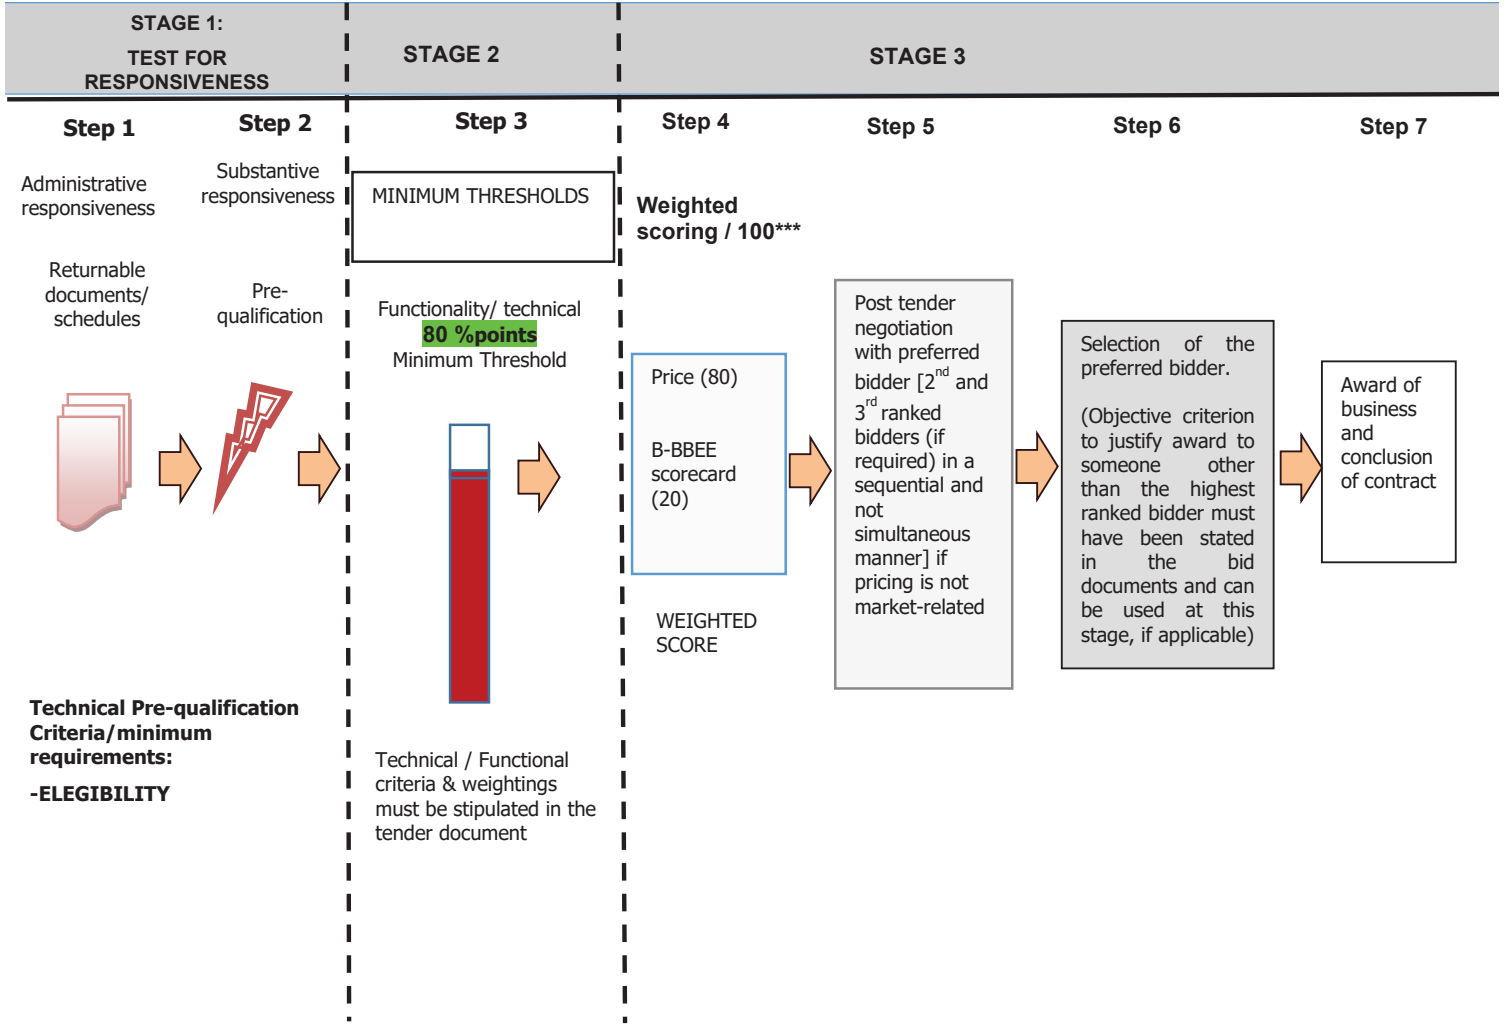 STAGE 1:
TEST FOR
RESPONSIVENESS
STAGE 2
STAGE 3
Step 1
Step 2
Step 3
Step 4
Step 5
Step 6
Step 7
Administrative
responsiveness
Returnable
documents/
schedules
Substantive
responsiveness
Pre-
qualification
Technical Pre-qualification
Criteria/minimum
requirements:
-ELEGIBILITY
MINIMUM THRESHOLDS
Functionality/ technical
80 %points
Minimum Threshold
Technical / Functional
criteria & weightings
must be stipulated in the
tender document
Weighted
scoring / 100***
Price (80)
B-BBEE
scorecard
(20)
WEIGHTED
SCORE
Post tender
negotiation
with preferred
bidder [2nd and
3rd ranked
bidders (if
required) in a
sequential and
not
simultaneous
manner] if
pricing is not
market-related
Selection of the
preferred bidder.
(Objective criterion
to justify award to
someone other
than the highest
ranked bidder must
have been stated
in the bid
documents and can
be used at this
stage, if applicable)
Award of
business
and
conclusion
of contract